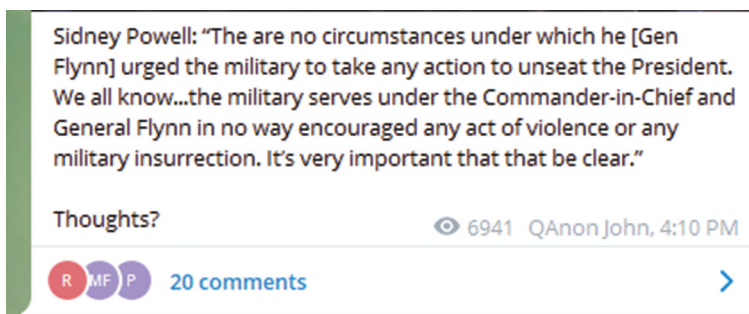 Sidney Powell: “The are no circumstances under which he [Gen
Flynn] urged the military to take any action to unseat the President.
We all know...the military serves under the Commander-in-Chief and
General Flynn in no way encouraged any act of violence or any
military insurrection. It’s very important that that be clear.”
Thoughts?
6941 QAnon John, 4:10 PM
R MF P 20 comments